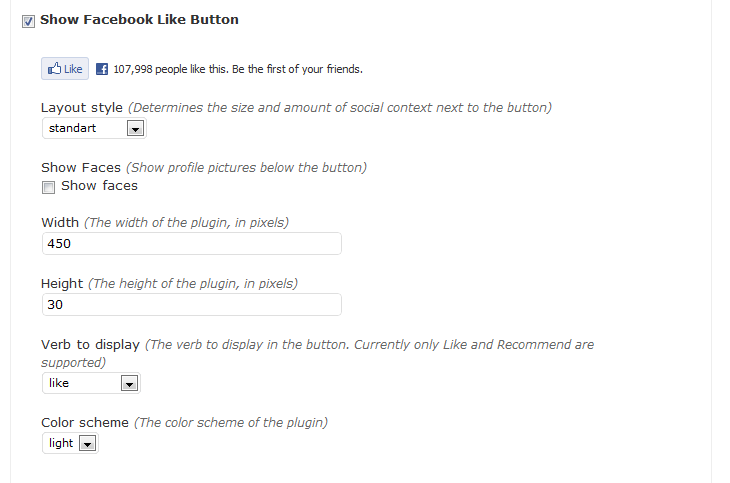 Show Facebook Like Button
Like 107,998 people like this. Be the first of your friends.
Layout style (Determines the size and amount of social context next to the button)
standart
Show Faces (Show profile pictures below the button)
Show faces
Width (The width of the plugin, in pixels)
450
Height (The height of the plugin, in pixels)
30
Verb to display (The verb to display in the button. Currently only Like and Recommend are
supported)
like
Color scheme (The color scheme of the plugin)
light